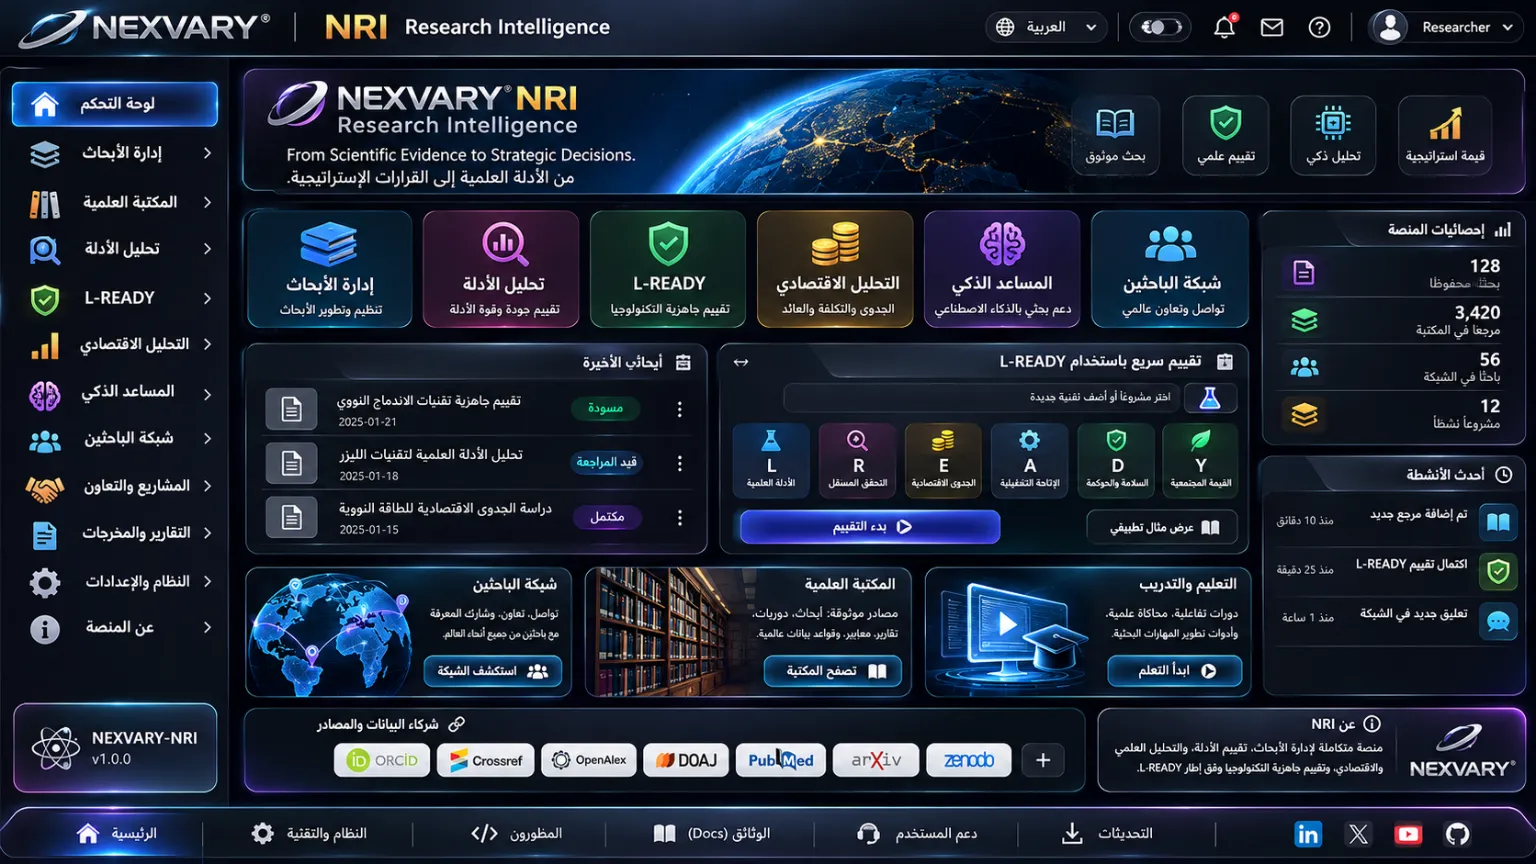 NEXVARY®
NRI Research Intelligence
العربية
Researcher
لوحة التحكم
إدارة الأبحاث
المكتبة العلمية
تحليل الأدلة
L-READY
التحليل الاقتصادي
المساعد الذكي
شبكة الباحثين
المشاريع والتعاون
التقارير والمخرجات
النظام والإعدادات
عن المنصة
NEXVARY-NRI
v1.0.0
NEXVARY® NRI
Research Intelligence
From Scientific Evidence to Strategic Decisions.
من الأدلة العلمية إلى القرارات الإستراتيجية.
بحث موثوق
تقييم علمي
تحليل ذكي
قيمة استراتيجية
إدارة الأبحاث
تنظيم وتطوير الأبحاث
تحليل الأدلة
تقييم جودة وقوة الأدلة
L-READY
تقييم جاهزية التكنولوجيا
التحليل الاقتصادي
الجدوى والتكلفة والعائد
المساعد الذكي
دعم بحثي بالذكاء الاصطناعي
شبكة الباحثين
تواصل وتعاون عالمي
إحصائيات المنصة
128
محفوظا
3,420
مرجعا في المكتبة
56
باحثا في الشبكة
12
مشروعا نشطا
أبحاثي الأخيرة
تقييم جاهزية تقنيات الاندماج النووي
2025-01-21
مسودة
تحليل الأدلة العلمية لتقنيات الليزر
2025-01-18
قيد المراجعة
دراسة الجدوى الاقتصادية للطاقة النووية
2025-01-15
مكتمل
تقييم سريع باستخدام L-READY
اختر مشروعا أو أضف تقنية جديدة
L
الأدلة العلمية
R
التحقق المستقل
E
الجدوى الاقتصادية
A
الإتاحة التشغيلية
D
السلامة والحوكمة
Y
القيمة المجتمعية
بدء التقييم
عرض مثال تطبيقي
أحدث الأنشطة
تم إضافة مرجع جديد
منذ 10 دقائق
اكتمال تقييم L-READY
منذ 25 دقيقة
تعليق جديد في الشبكة
منذ 1 ساعة
شبكة الباحثين
تواصل، تعاون، وشارك المعرفة
مع باحثين من جميع أنحاء العالم.
استكشف الشبكة
المكتبة العلمية
مصادر موثوقة: أبحاث، دوريات،
تقارير، معايير، وقواعد بيانات عالمية.
تصفح المكتبة
التعليم والتدريب
دورات تفاعلية، محاكاة علمية،
وأدوات تطوير المهارات البحثية.
ابدأ التعلم
شركاء البيانات والمصادر
ORCID
Crossref
OpenAlex
DOAJ
PubMed
arXiv
zenodo
+
عن NRI
منصة متكاملة لإدارة الأبحاث، تقييم الأدلة، والتحليل العلمي
والاقتصادي، وتقييم جاهزية التكنولوجيا وفق إطار L-READY.
NEXVARY®
الرئيسية
النظام والتقنية
المطورون
الوثائق (Docs)
دعم المستخدم
التحديثات